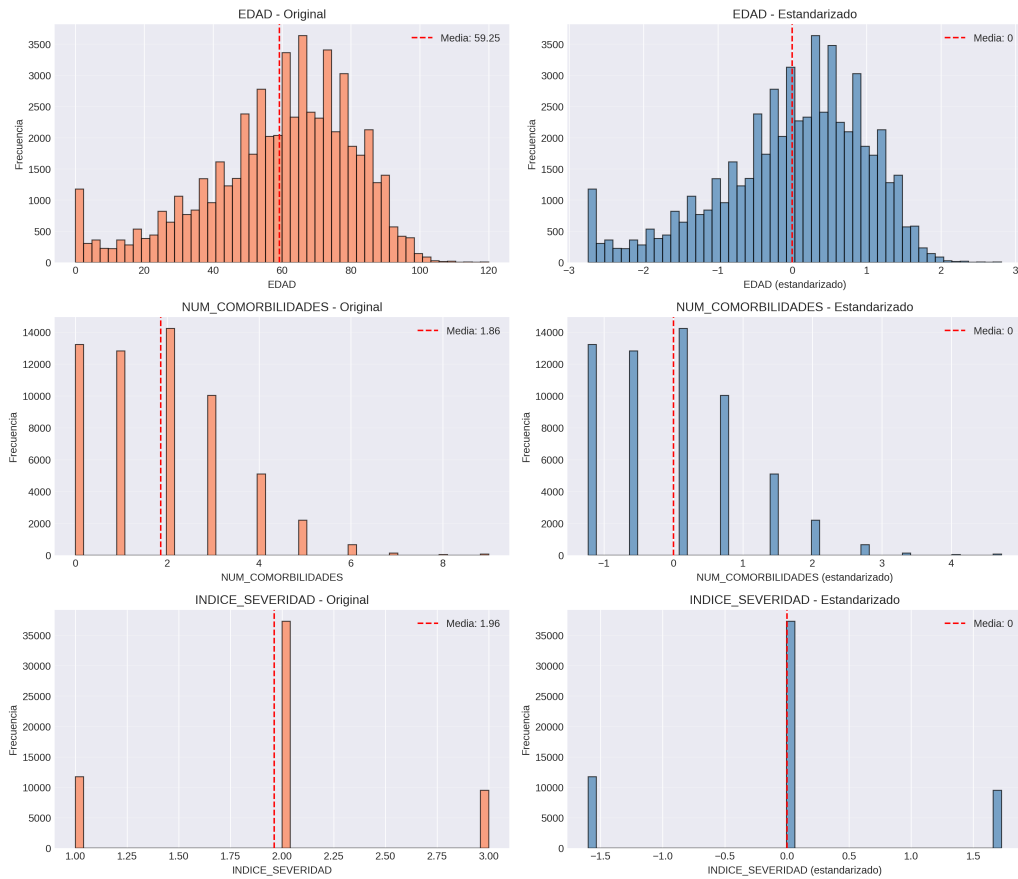 EDAD - Original
Media: 59.25
Frecuencia
3500
3000
2500
2000
1500
1000
500
0
0 20 40 60 80 100 120
EDAD
EDAD - Estandarizado
Media: 0
Frecuencia
3500
3000
2500
2000
1500
1000
500
0
−3 −2 −1 0 1 2 3
EDAD (estandarizado)
NUM_COMORBILIDADES - Original
Media: 1.86
Frecuencia
14000
12000
10000
8000
6000
4000
2000
0
0 2 4 6 8
NUM_COMORBILIDADES
NUM_COMORBILIDADES - Estandarizado
Media: 0
Frecuencia
14000
12000
10000
8000
6000
4000
2000
0
−1 0 1 2 3 4
NUM_COMORBILIDADES (estandarizado)
INDICE_SEVERIDAD - Original
Media: 1.96
Frecuencia
35000
30000
25000
20000
15000
10000
5000
0
1.00 1.25 1.50 1.75 2.00 2.25 2.50 2.75 3.00
INDICE_SEVERIDAD
INDICE_SEVERIDAD - Estandarizado
Media: 0
Frecuencia
35000
30000
25000
20000
15000
10000
5000
0
−1.5 −1.0 −0.5 0.0 0.5 1.0 1.5
INDICE_SEVERIDAD (estandarizado)